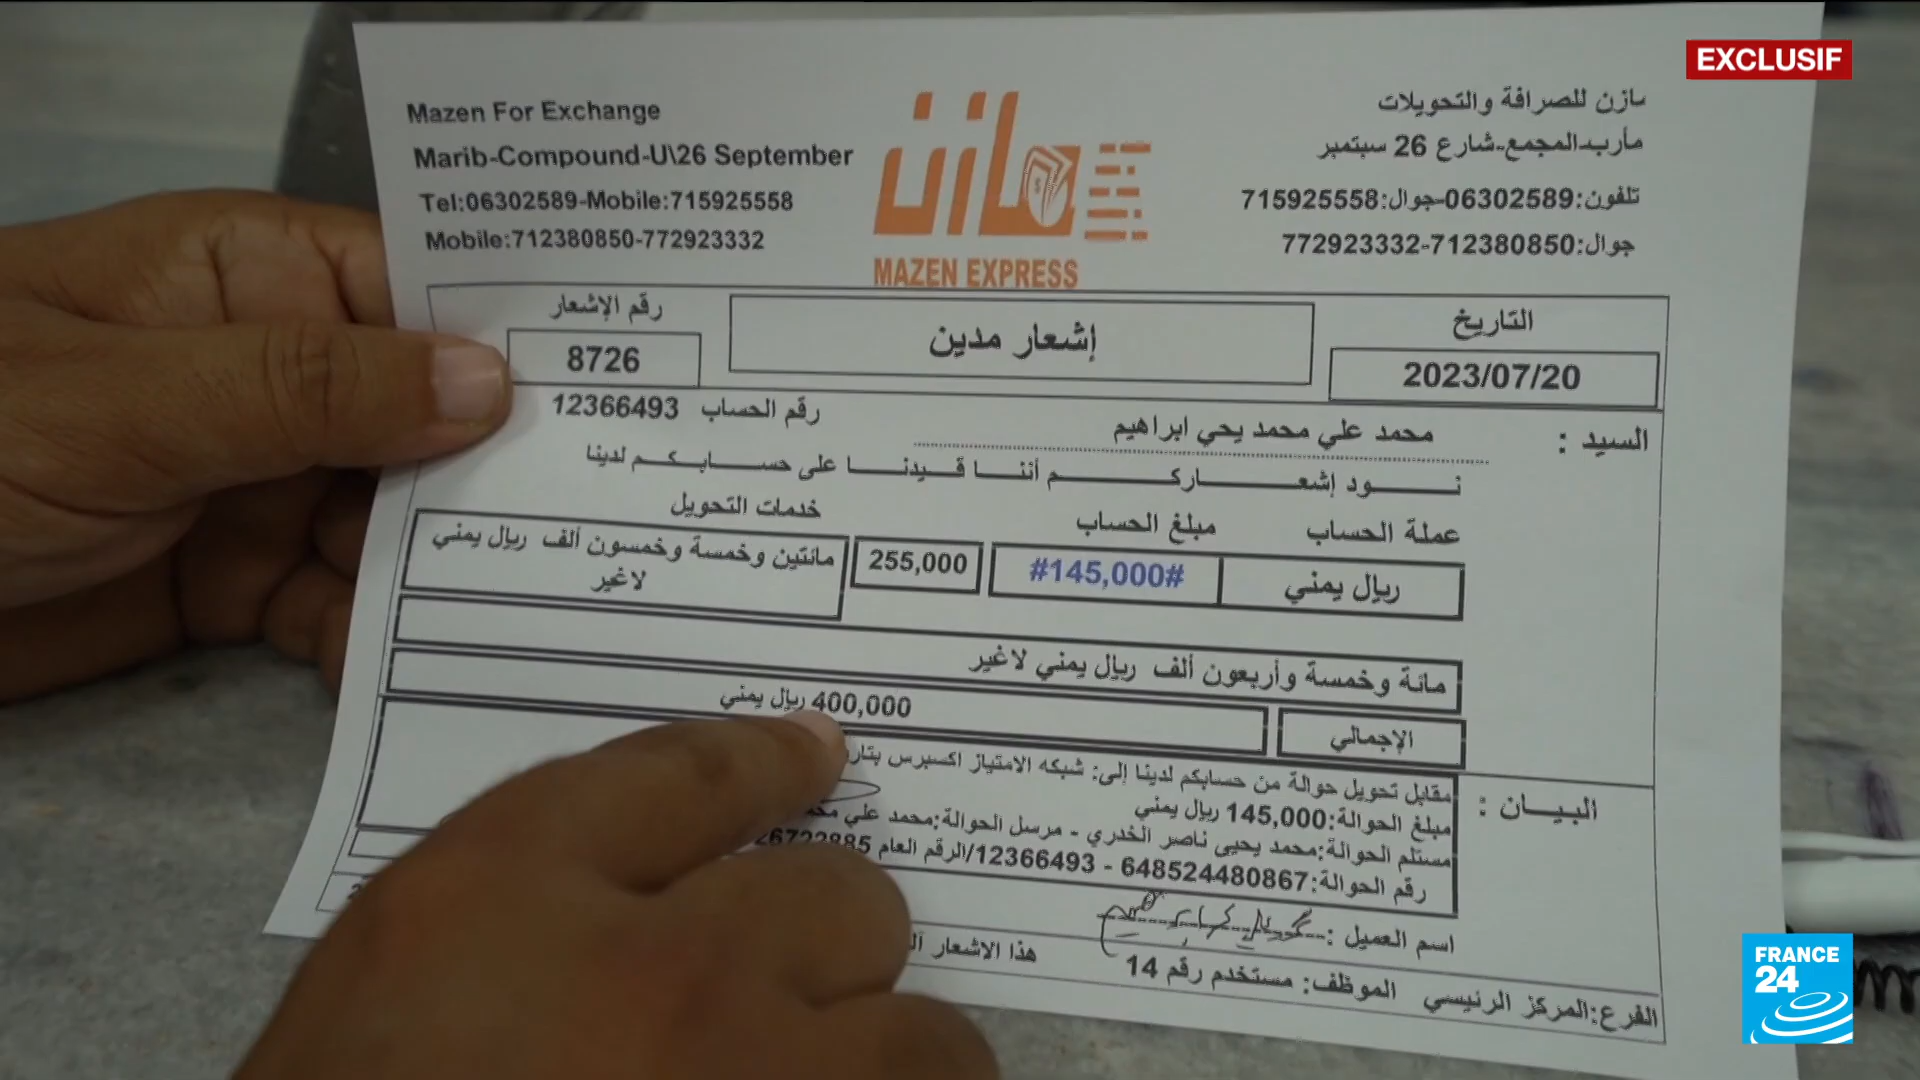 EXCLUSIF
Mazen For Exchange
Marib-Compound-U\26 September
Tel:06302589-Mobile:715925558
Mobile:712380850-772923332
مازن
MAZEN EXPRESS
مازن للصرافة والتحويلات
مأرب-المجمع-شارع 26 سبتمبر
تلفون:06302589-جوال:715925558
جوال:712380850-772923332
التاريخ
2023/07/20
إشعار مدين
رقم الإشعار
8726
السيد : محمد علي محمد يحي ابراهيم
رقم الحساب 12366493
نود إشعاركم أننا قيدنا على حسابكم لدينا
عملة الحساب مبلغ الحساب خدمات التحويل
ريال يمني #145,000# 255,000 مائتين وخمسة وخمسون ألف ريال يمني
لاغير
مائة وخمسة وأربعون ألف ريال يمني لاغير
الإجمالي 400,000 ريال يمني
البيان : مقابل تحويل حوالة من حسابكم لدينا إلى: شبكه الامتياز اكسبرس
مبلغ الحوالة:145,000 ريال يمني
مستلم الحوالة:محمد يحيى ناصر الخدري - مرسل الحوالة:محمد علي
رقم الحوالة:648524480867 - 12366493/الرقم العام
اسم العميل :
الفرع:المركز الرئيسي الموظف: مستخدم رقم 14 هذا الاشعار
FRANCE
24